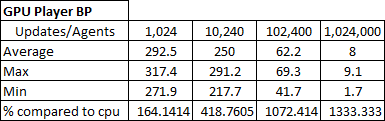 GPU Player BP
Updates/Agents 1,024 10,240 102,400 1,024,000
Average 292.5 250 62.2 8
Max 317.4 291.2 69.3 9.1
Min 271.9 217.7 41.7 1.7
% compared to cpu 164.1414 418.7605 1072.414 1333.333